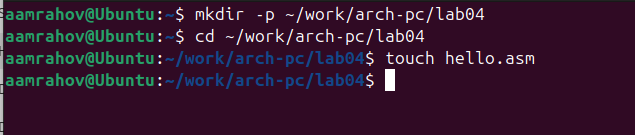 aamrahov@Ubuntu:~$ mkdir -p ~/work/arch-pc/lab04
aamrahov@Ubuntu:~$ cd ~/work/arch-pc/lab04
aamrahov@Ubuntu:~/work/arch-pc/lab04$ touch hello.asm
aamrahov@Ubuntu:~/work/arch-pc/lab04$